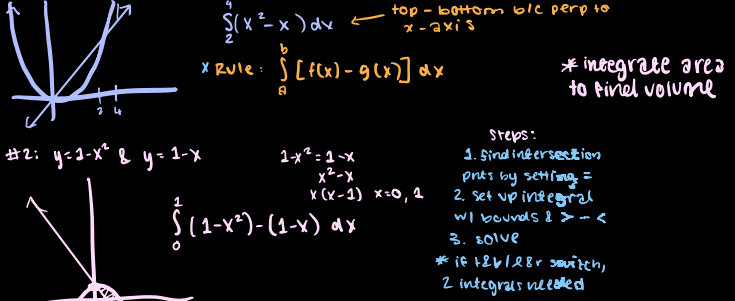 4
∫(x²-x) dx
2
top-bottom b/c perp to
x-axis
x Rule: ∫[f(x)-g(x)] dx
b
a
* integrate area
to find volume
2 4
#2: y=1-x² & y=1-x
1-x²=1-x
x²-x
x(x-1) x=0,1
1
∫(1-x²)-(1-x) dx
0
Steps:
1. find intersection
pnts by setting =
2. set up integral
w/ bounds & > - <
3. solve
* if t&b/l&r switch,
2 integrals needed